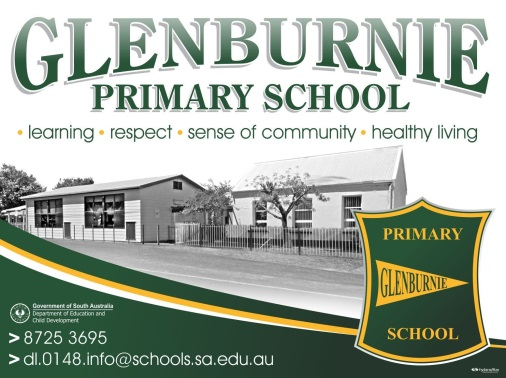 GLENBURNIE
PRIMARY SCHOOL
• learning • respect • sense of community • healthy living
PRIMARY
GLENBURNIE
SCHOOL
Government of South Australia
Department of Education and
Child Development
> 8725 3695
> dl.0148.info@schools.sa.edu.au